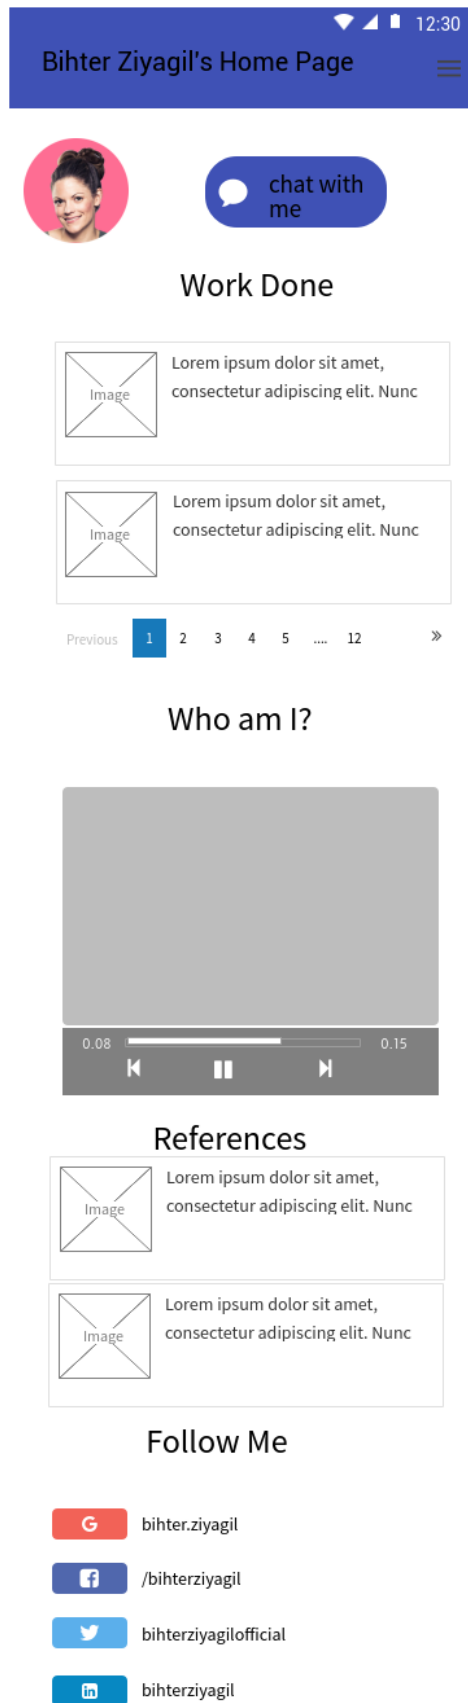 12:30
Bihter Ziyagil's Home Page
chat with
me
Work Done
Lorem ipsum dolor sit amet,
consectetur adipiscing elit. Nunc
Image
Lorem ipsum dolor sit amet,
consectetur adipiscing elit. Nunc
Image
Previous 1 2 3 4 5 .... 12 »
Who am I?
0.08 0.15
References
Lorem ipsum dolor sit amet,
consectetur adipiscing elit. Nunc
Image
Lorem ipsum dolor sit amet,
consectetur adipiscing elit. Nunc
Image
Follow Me
G bihter.ziyagil
f /bihterziyagil
bihterziyagilofficial
in bihterziyagil